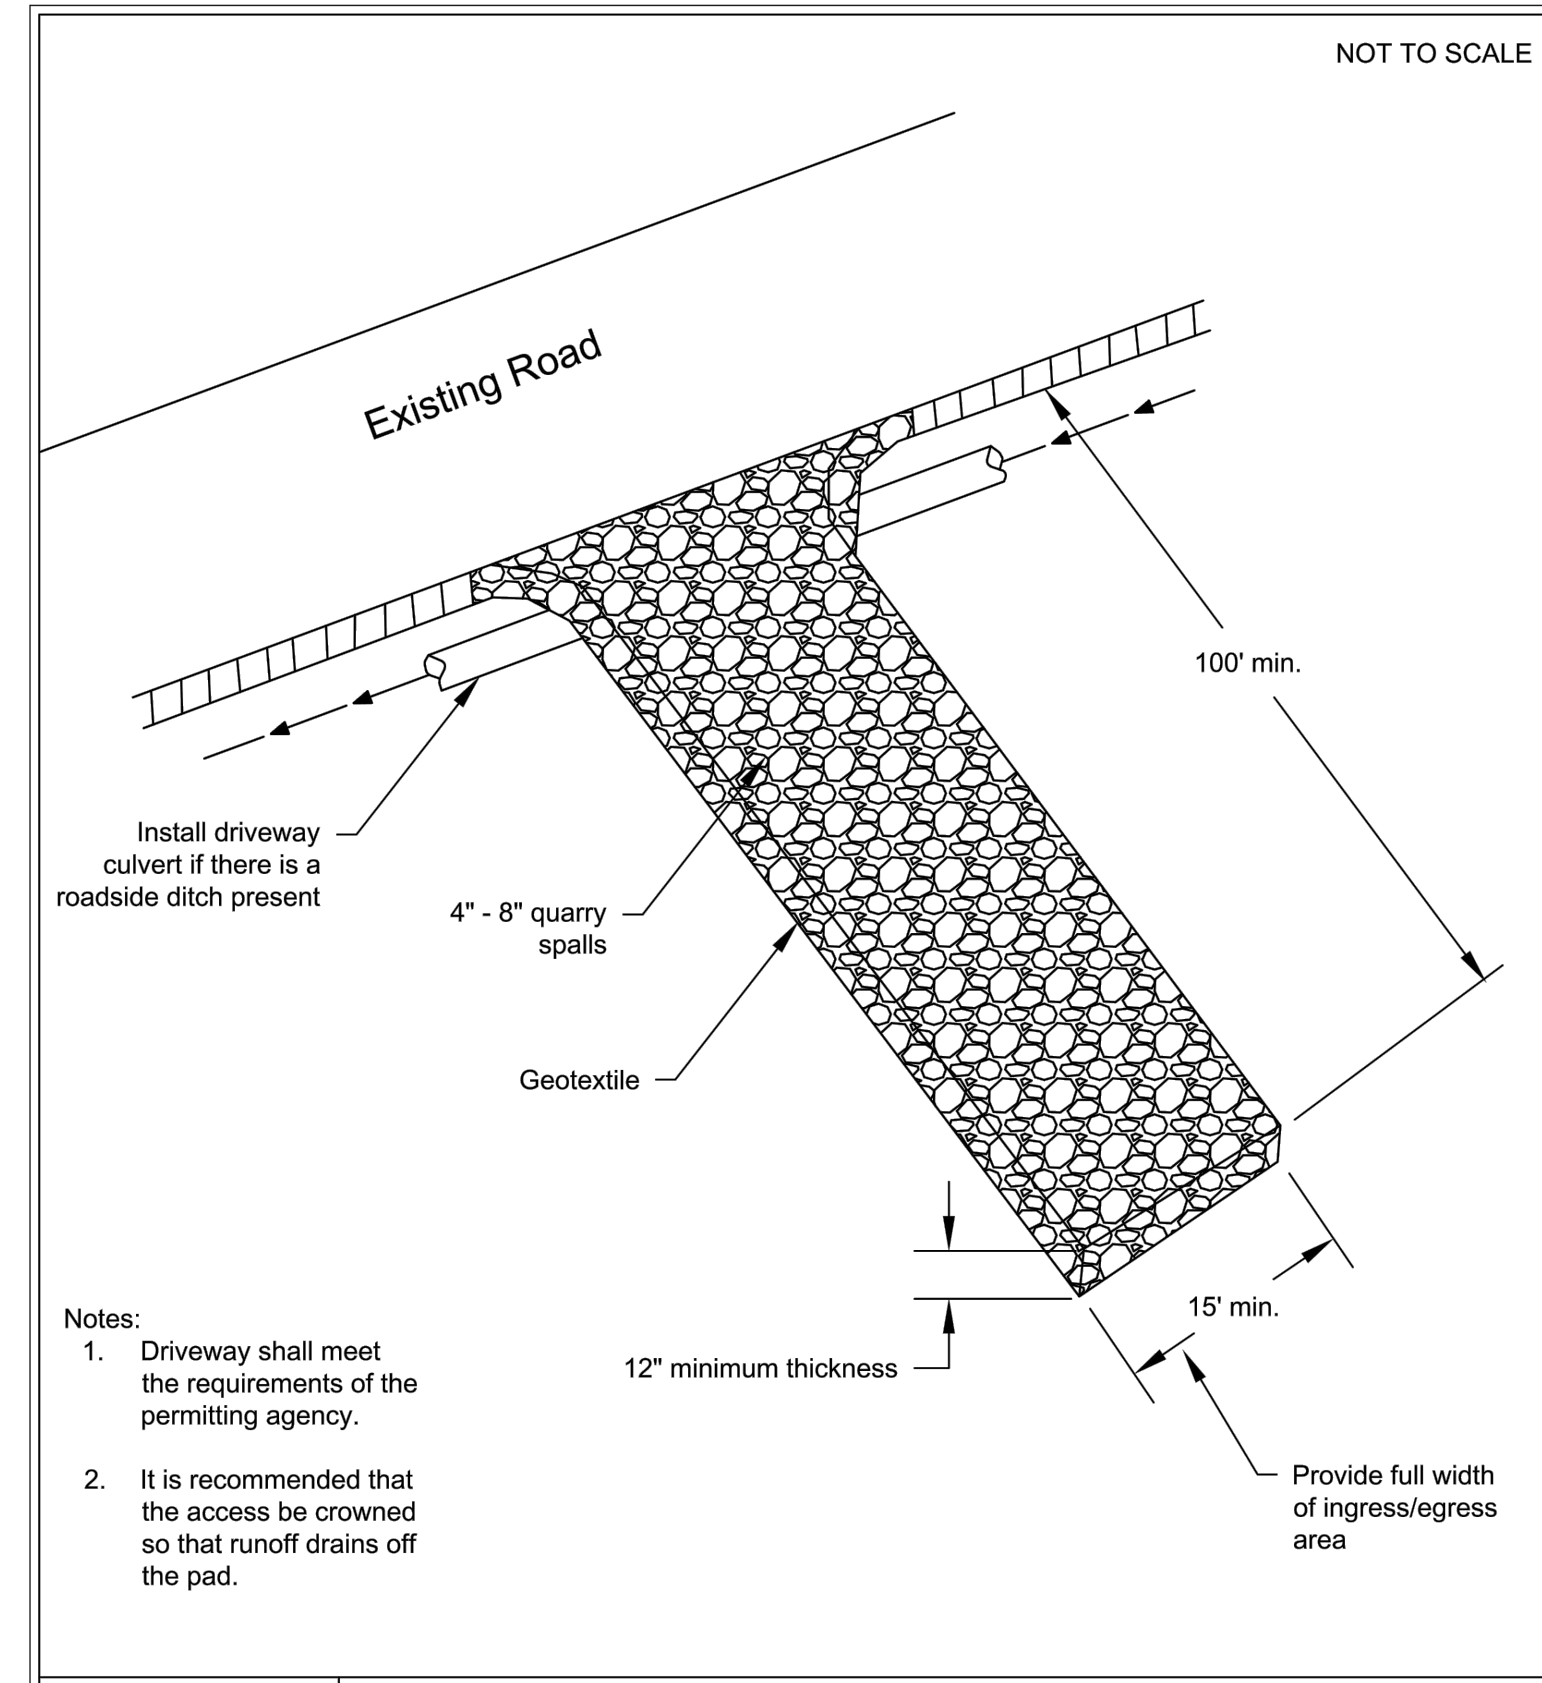 NOT TO SCALE
Existing Road
100' min.
Install driveway
culvert if there is a
roadside ditch present
4" - 8" quarry
spalls
Geotextile
15' min.
12" minimum thickness
Provide full width
of ingress/egress
area
Notes:
1. Driveway shall meet
the requirements of the
permitting agency.
2. It is recommended that
the access be crowned
so that runoff drains off
the pad.